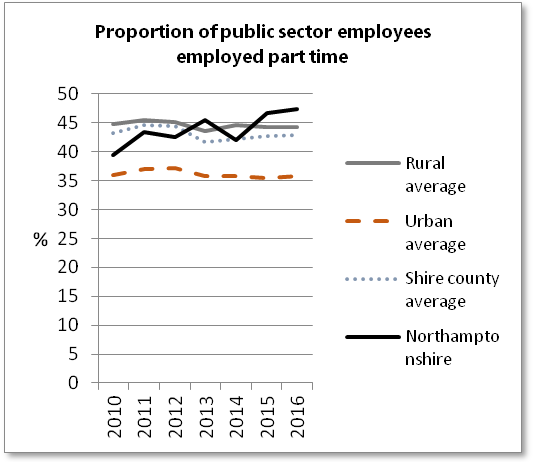 Proportion of public sector employees
employed part time
50
45
40
35
30
25
20
15
10
5
0
%
2010
2011
2012
2013
2014
2015
2016
Rural
average
Urban
average
Shire county
average
Northampto
nshire